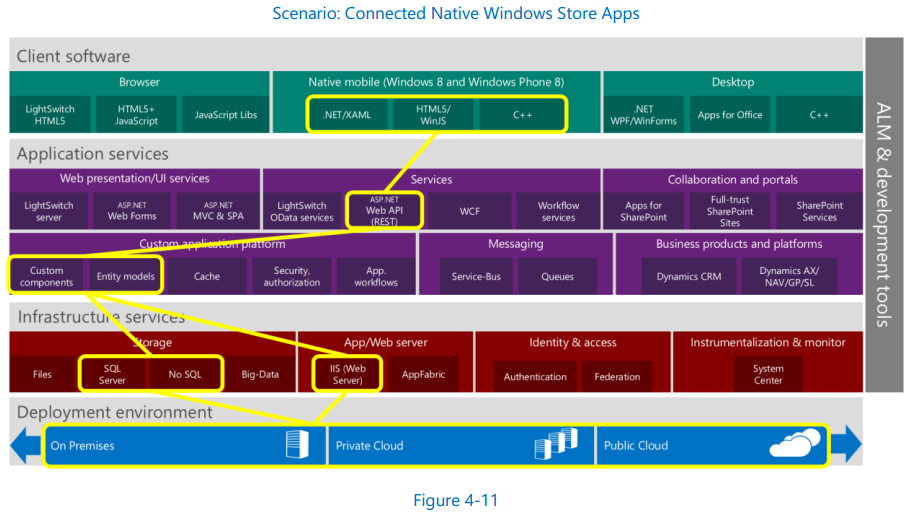 Scenario: Connected Native Windows Store Apps
Client software
Browser
Native mobile (Windows 8 and Windows Phone 8)
Desktop
LightSwitch
HTML5
HTML5+
JavaScript
JavaScript Libs
.NET/XAML
HTML5/
WinJS
C++
.NET
WPF/WinForms
Apps for Office
C++
ALM & development tools
Application services
Web presentation/UI services
Services
Collaboration and portals
LightSwitch
server
ASP.NET
Web Forms
ASP.NET
MVC & SPA
LightSwitch
OData services
ASP.NET
Web API
(REST)
WCF
Workflow
services
Apps for
SharePoint
Full-trust
SharePoint
Sites
SharePoint
Services
Custom application platform
Messaging
Business products and platforms
Custom
components
Entity models
Cache
Security,
authorization
App.
workflows
Service-Bus
Queues
Dynamics CRM
Dynamics AX/
NAV/GP/SL
Infrastructure services
Storage
App/Web server
Identity & access
Instrumentalization & monitor
Files
SQL
Server
No SQL
Big-Data
IIS (Web
Server)
AppFabric
Authentication
Federation
System
Center
Deployment environment
On Premises
Private Cloud
Public Cloud
Figure 4-11